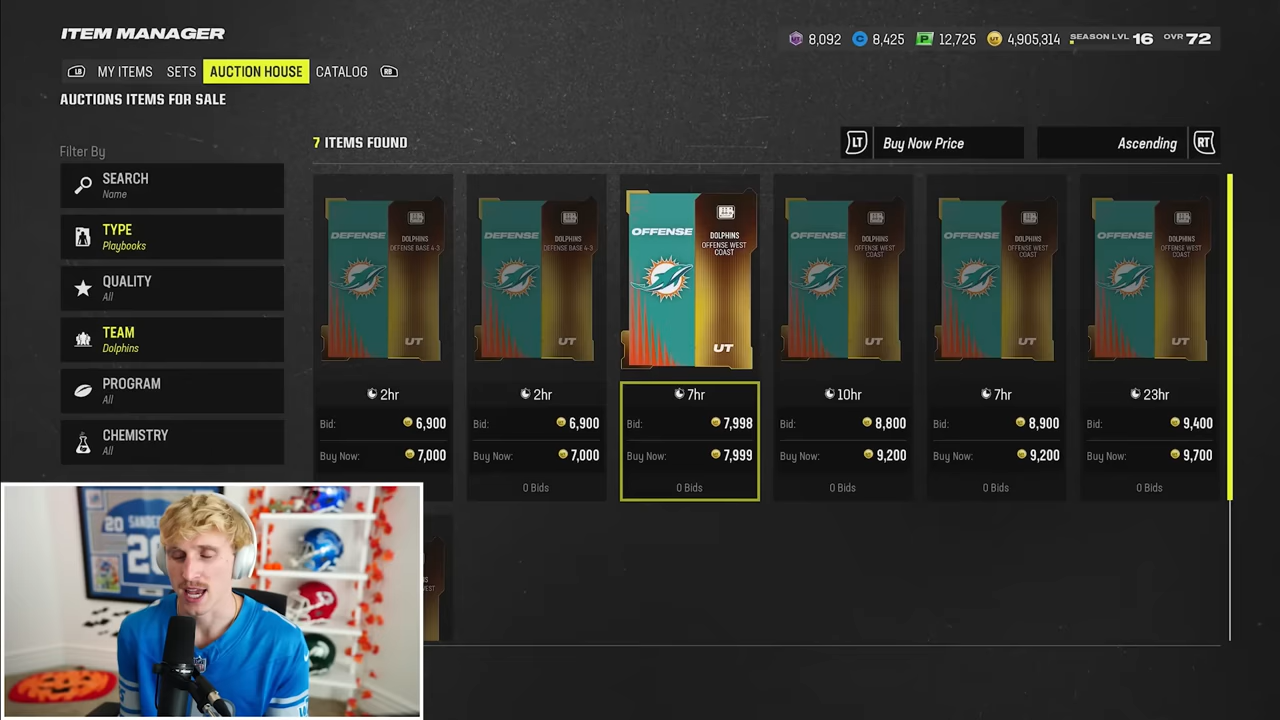 ITEM MANAGER
8,092 8,425 12,725 4,905,314 SEASON LVL 16 OVR 72
LB MY ITEMS SETS AUCTION HOUSE CATALOG RB
AUCTIONS ITEMS FOR SALE
Filter By
SEARCH
Name
TYPE
Playbooks
QUALITY
All
TEAM
Dolphins
PROGRAM
All
CHEMISTRY
All
7 ITEMS FOUND
LT Buy Now Price Ascending RT
DEFENSE
DOLPHINS
DEFENSE BASE 4-3
UT
2hr
Bid: 6,900
Buy Now: 7,000
DEFENSE
DOLPHINS
DEFENSE BASE 4-3
UT
2hr
Bid: 6,900
Buy Now: 7,000
0 Bids
OFFENSE
DOLPHINS
OFFENSE WEST
COAST
UT
7hr
Bid: 7,998
Buy Now: 7,999
0 Bids
OFFENSE
DOLPHINS
OFFENSE WEST
COAST
UT
10hr
Bid: 8,800
Buy Now: 9,200
0 Bids
OFFENSE
DOLPHINS
OFFENSE WEST
COAST
UT
7hr
Bid: 8,900
Buy Now: 9,200
0 Bids
OFFENSE
DOLPHINS
OFFENSE WEST
COAST
UT
23hr
Bid: 9,400
Buy Now: 9,700
0 Bids
20 SANDE
20